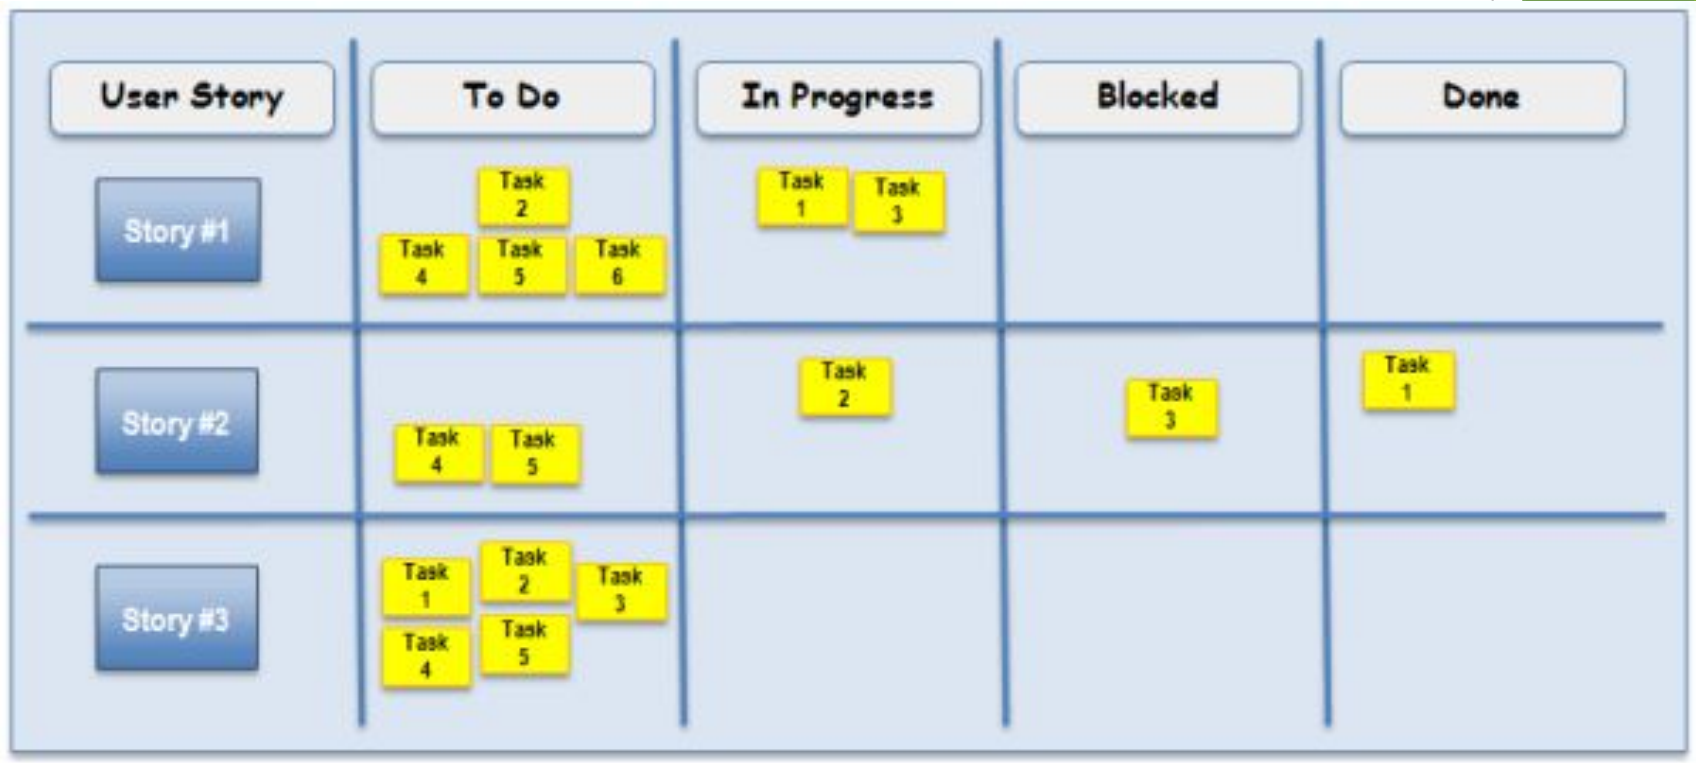 User Story
To Do
In Progress
Blocked
Done
Story #1
Task
2
Task
4
Task
5
Task
6
Task
1
Task
3
Story #2
Task
4
Task
5
Task
2
Task
3
Task
1
Story #3
Task
1
Task
2
Task
3
Task
4
Task
5